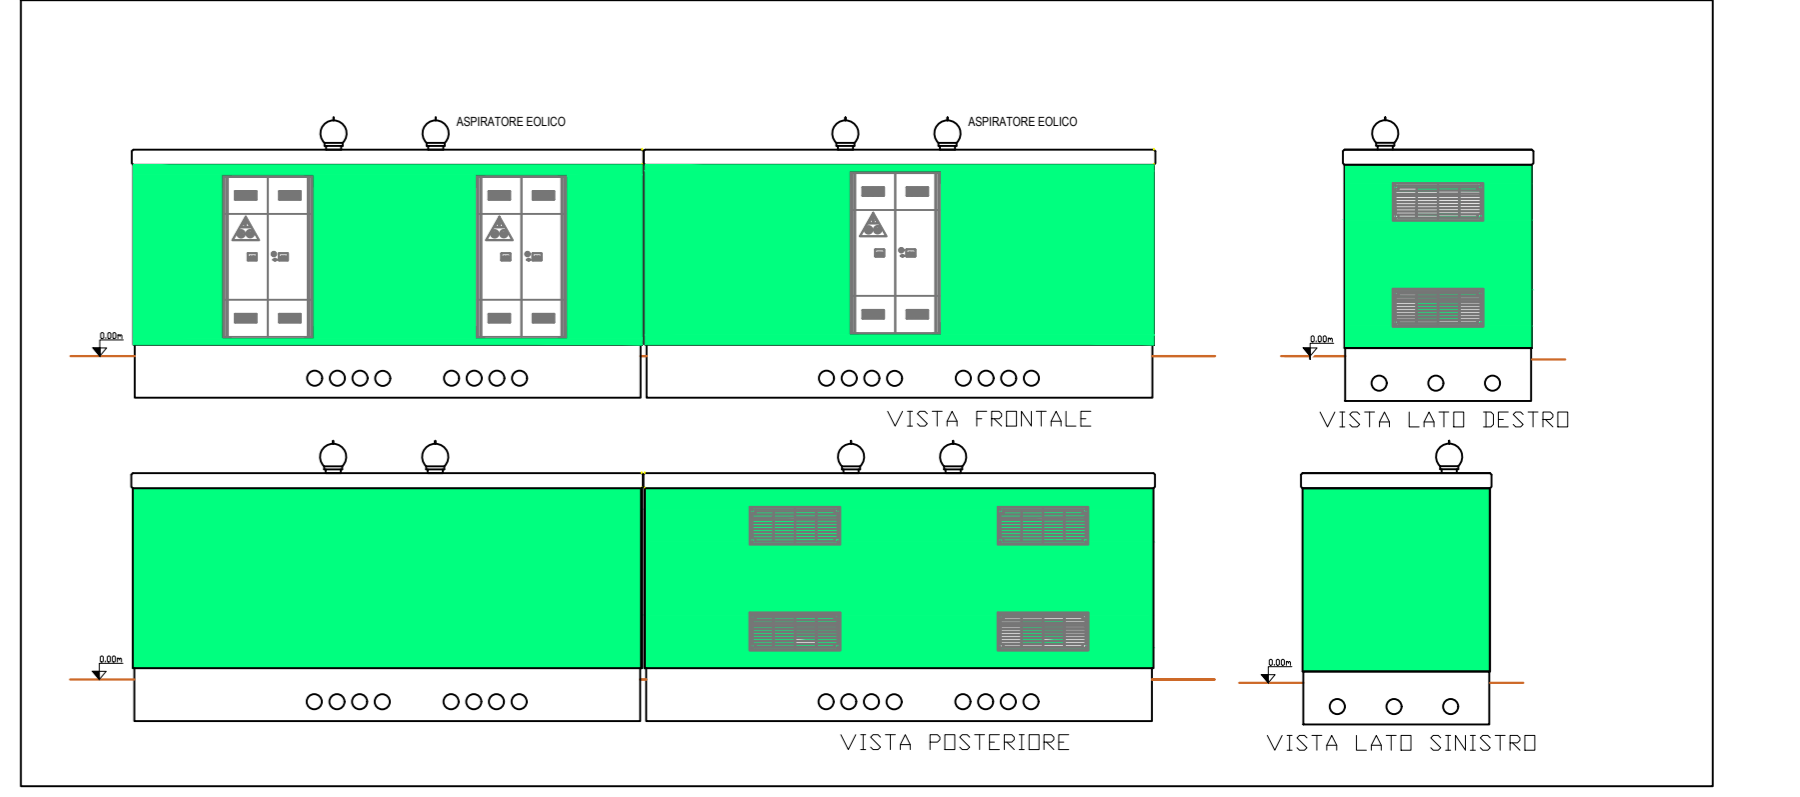 ASPIRATORE EOLICO
ASPIRATORE EOLICO
0.00m
0.00m
VISTA FRONTALE
VISTA LATO DESTRO
0.00m
0.00m
VISTA POSTERIORE
VISTA LATO SINISTRO